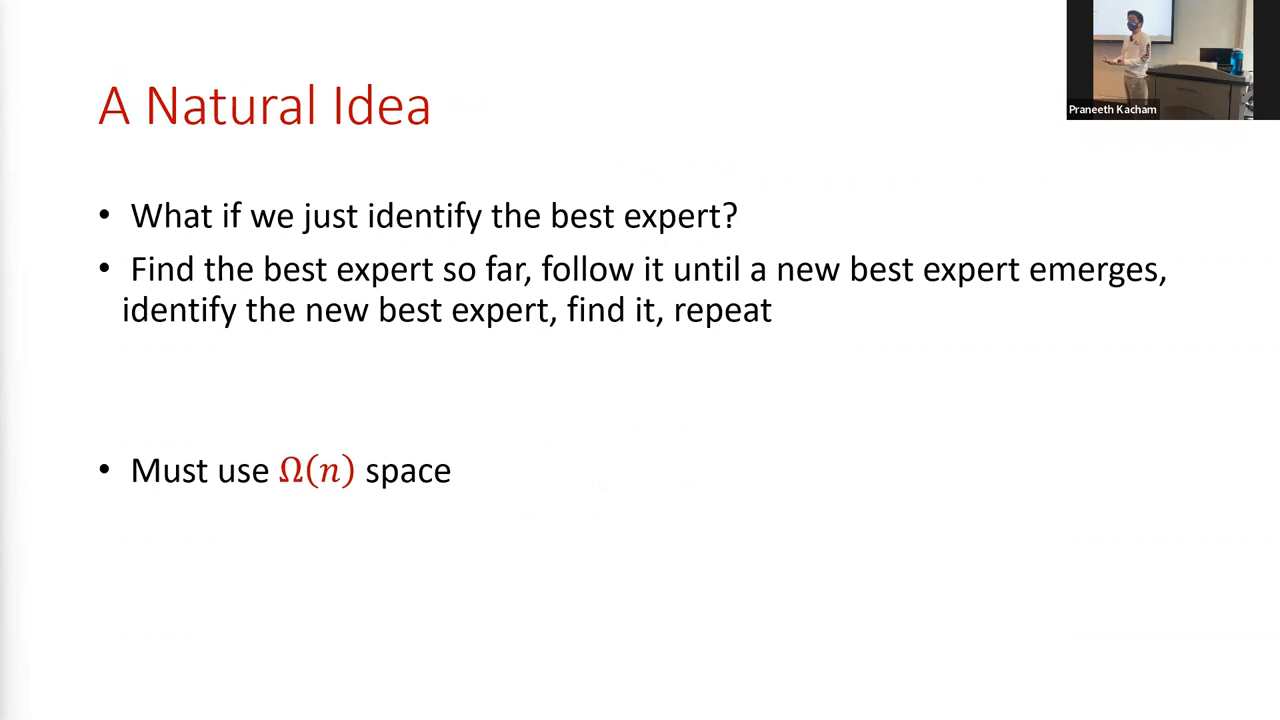 A Natural Idea
Praneeth Kacham
• What if we just identify the best expert?
• Find the best expert so far, follow it until a new best expert emerges,
identify the new best expert, find it, repeat
• Must use Ω(n) space